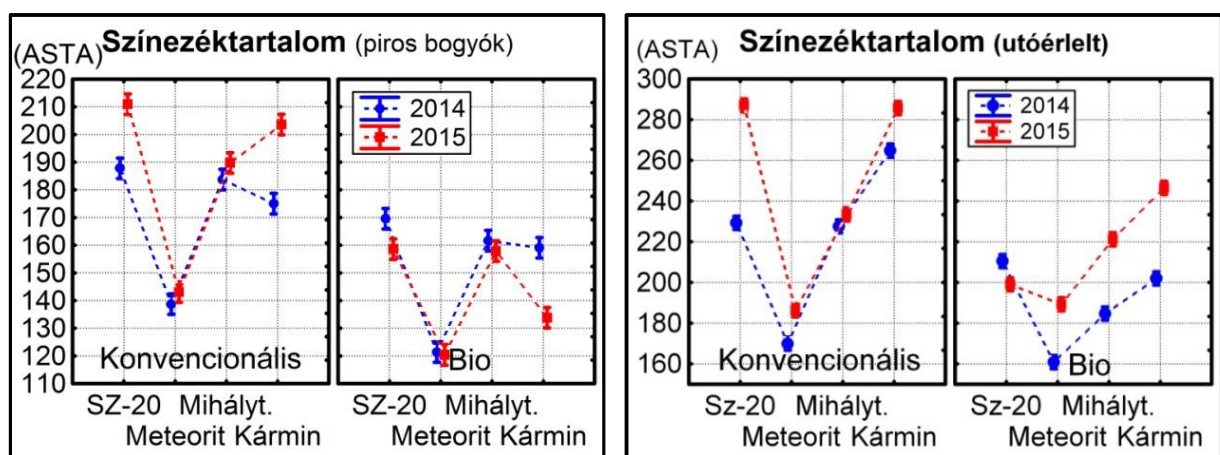 Színezéktartalom (piros bogyók)
(ASTA)
220
210
200
190
180
170
160
150
140
130
120
110
2014
2015
Konvencionális
Bio
SZ-20 Mihályt.
Meteorit Kármin
SZ-20 Mihályt.
Meteorit Kármin
Színezéktartalom (utóérlelt)
(ASTA)
300
280
260
240
220
200
180
160
2014
2015
Konvencionális
Bio
Sz-20 Mihályt.
Meteorit Kármin
Sz-20 Mihályt.
Meteorit Kármin